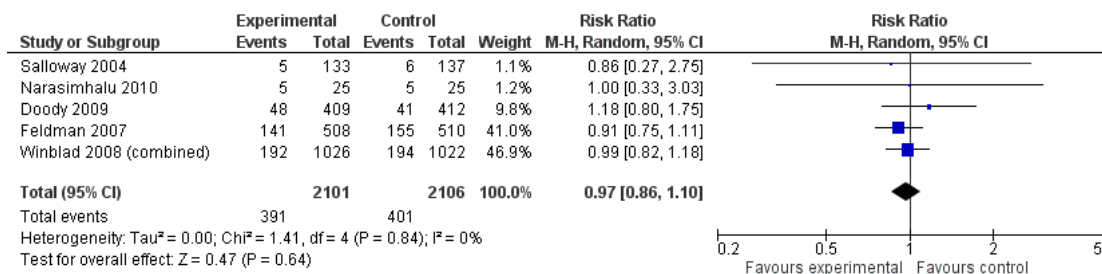 Experimental Control Risk Ratio Risk Ratio
Study or Subgroup Events Total Events Total Weight M-H, Random, 95% CI M-H, Random, 95% CI
Salloway 2004 5 133 6 137 1.1% 0.86 [0.27, 2.75]
Narasimhalu 2010 5 25 5 25 1.2% 1.00 [0.33, 3.03]
Doody 2009 48 409 41 412 9.8% 1.18 [0.80, 1.75]
Feldman 2007 141 508 155 510 41.0% 0.91 [0.75, 1.11]
Winblad 2008 (combined) 192 1026 194 1022 46.9% 0.99 [0.82, 1.18]
Total (95% CI) 2101 2106 100.0% 0.97 [0.86, 1.10]
Total events 391 401
Heterogeneity: Tau² = 0.00; Chi² = 1.41, df = 4 (P = 0.84); I² = 0%
Test for overall effect: Z = 0.47 (P = 0.64)
0.2 0.5 1 2 5
Favours experimental Favours control